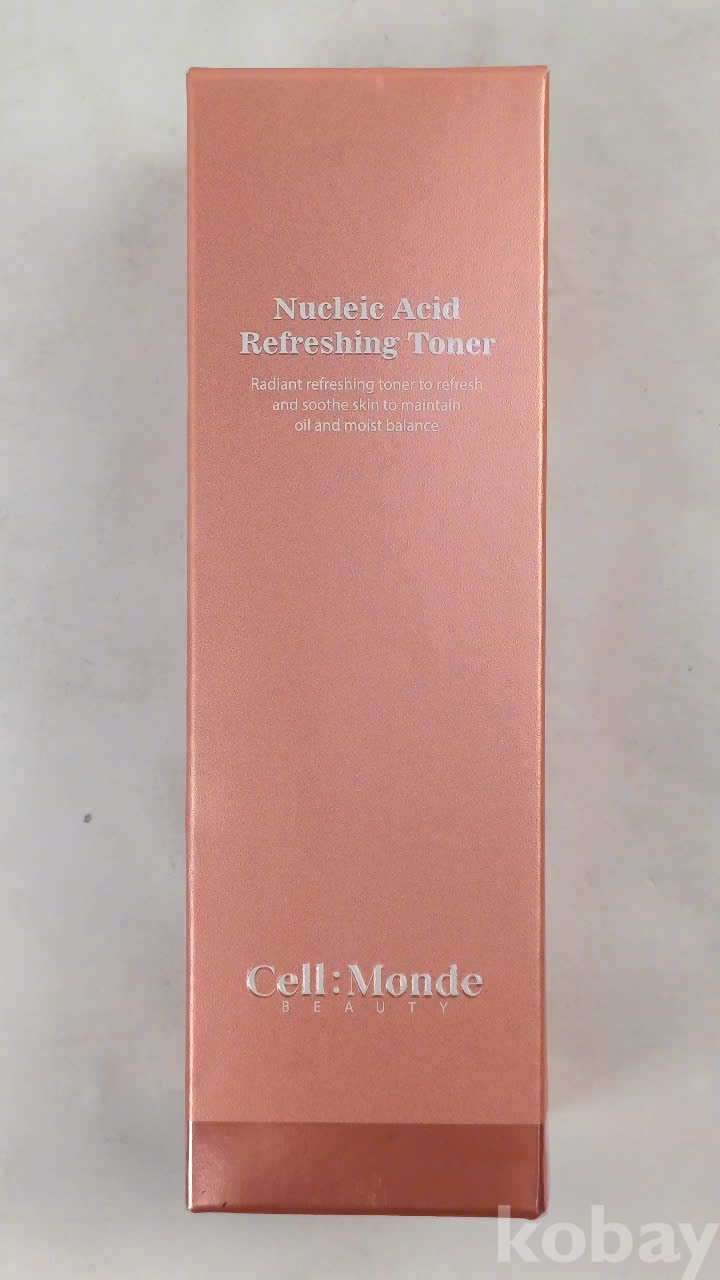 Nucleic Acid
Refreshing Toner
Radiant refreshing toner to refresh
and soothe skin to maintain
oil and moist balance
Cell:Monde
BEAUTY
kobay